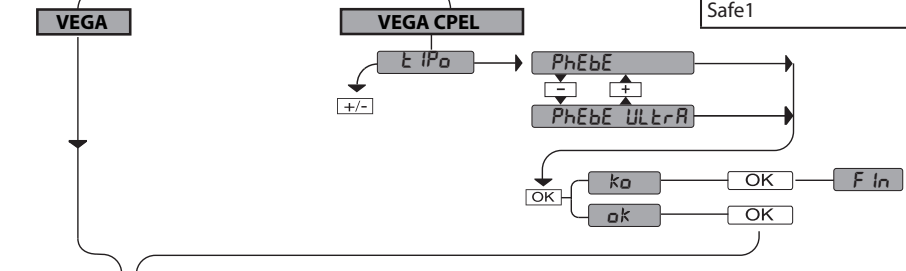 Safe1
VEGA
VEGA CPEL
tIPo
PhEbE
+/-
-
+
PhEbE ULtrA
OK
ko
OK
FIn
ok
OK